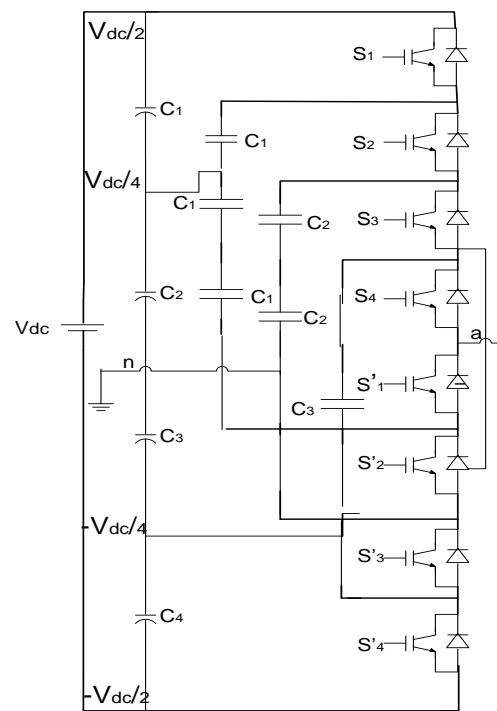 Vdc/2
S1
C1
C1
S2
Vdc/4
C1
C2
S3
C2
C1
C2
S4
Vdc
n
a
C3
S'1
C3
S'2
-Vdc/4
S'3
C4
S'4
-Vdc/2